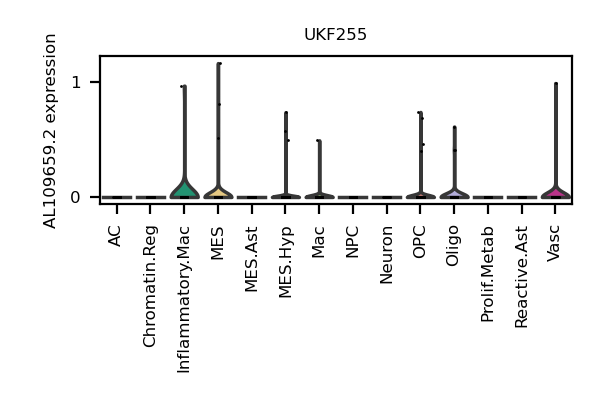 UKF255
AL109659.2 expression
1
0
AC
Chromatin.Reg
Inflammatory.Mac
MES
MES.Ast
MES.Hyp
Mac
NPC
Neuron
OPC
Oligo
Prolif.Metab
Reactive.Ast
Vasc